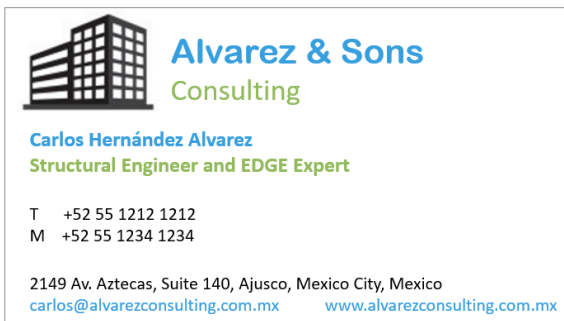 Alvarez & Sons
Consulting
Carlos Hernández Alvarez
Structural Engineer and EDGE Expert
T +52 55 1212 1212
M +52 55 1234 1234
2149 Av. Aztecas, Suite 140, Ajusco, Mexico City, Mexico
carlos@alvarezconsulting.com.mx www.alvarezconsulting.com.mx